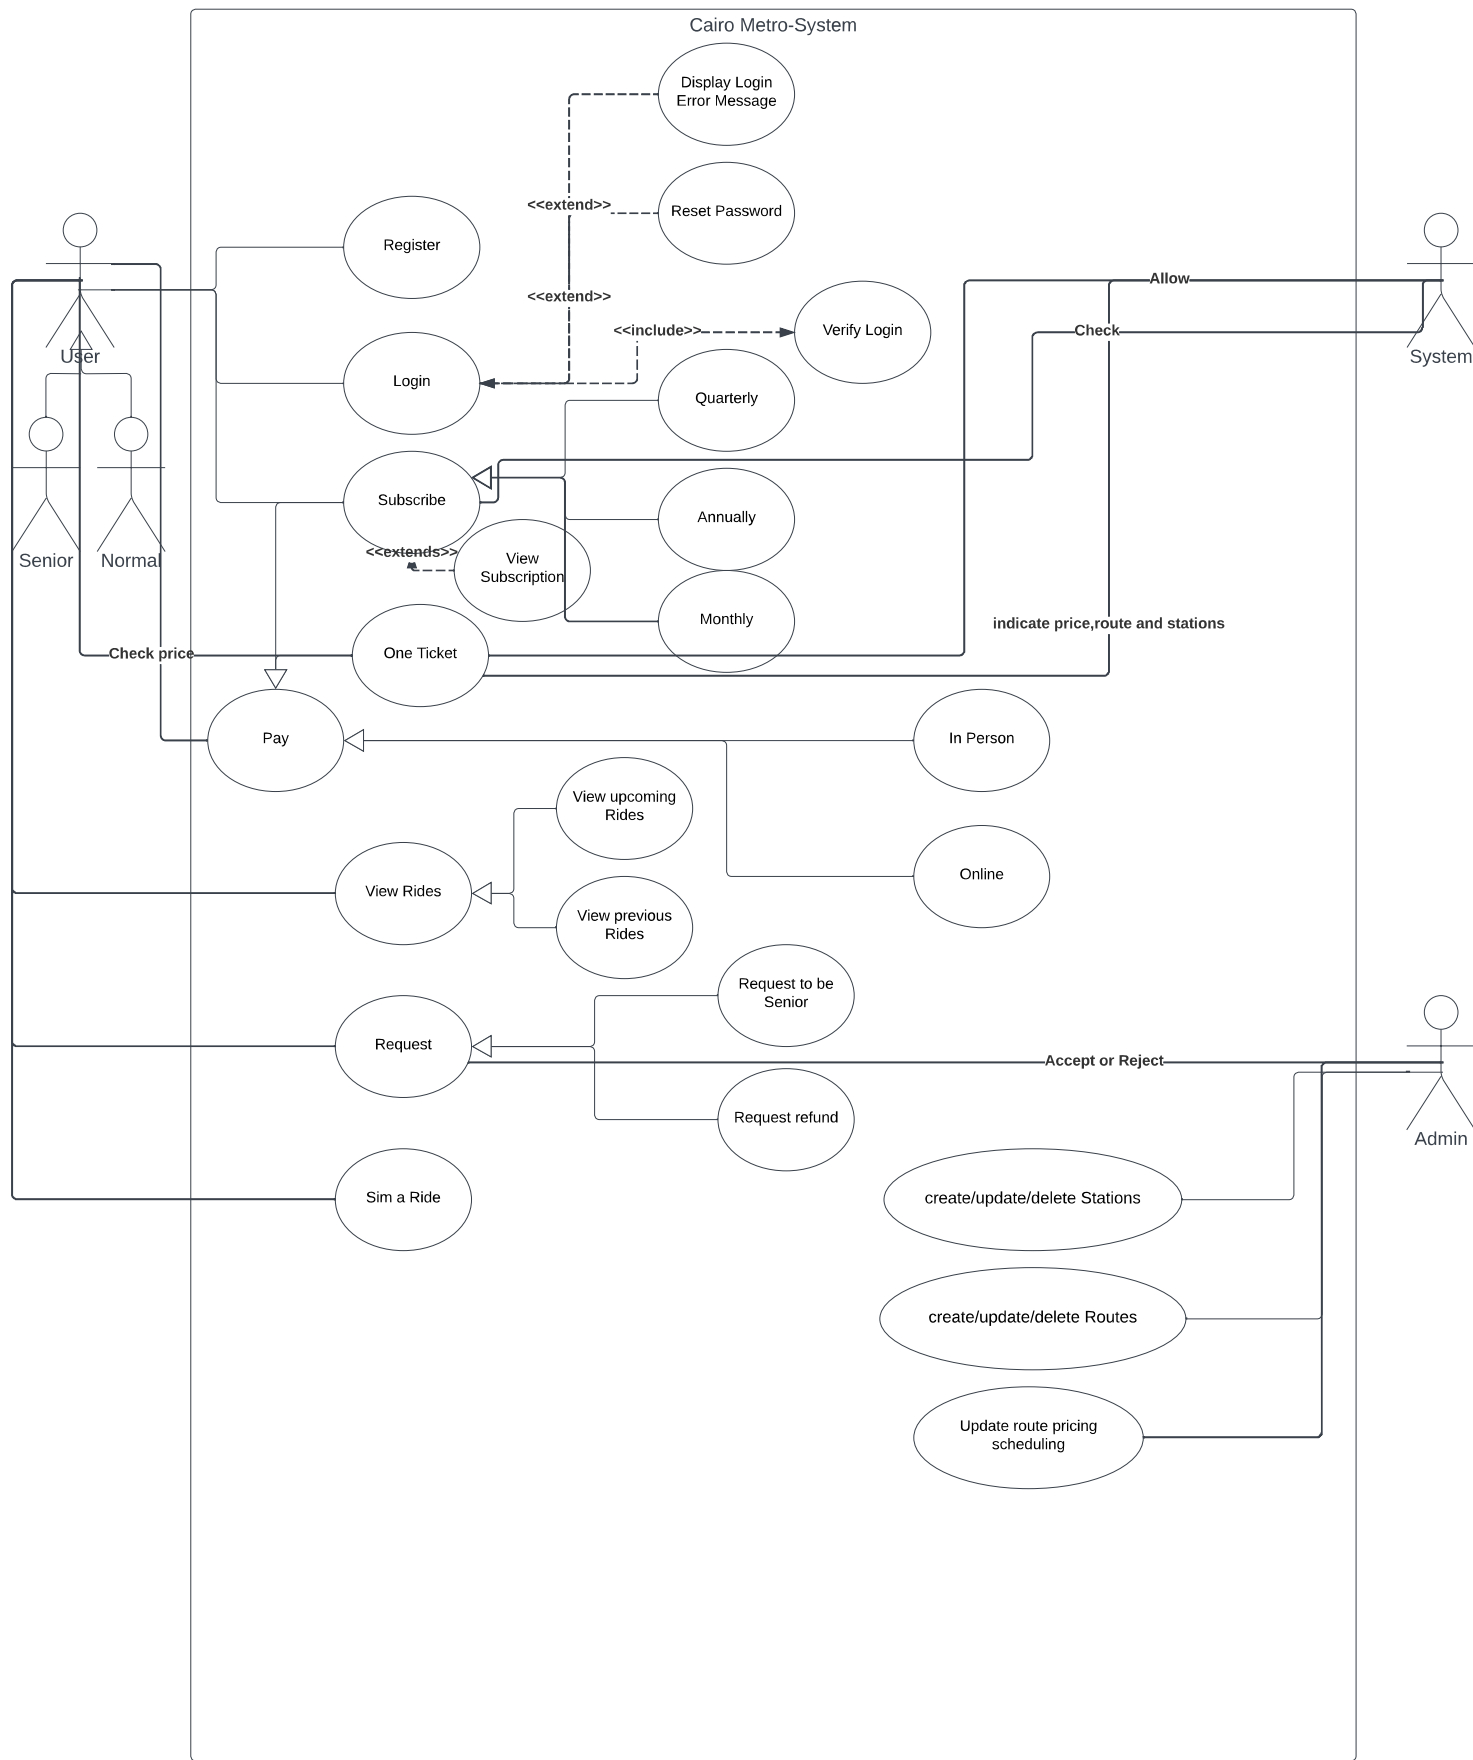 Cairo Metro-System
Display Login
Error Message
<<extend>>
Reset Password
Register
Allow
<<extend>>
<<include>>
Verify Login
Check
User
System
Login
Quarterly
Subscribe
Annually
<<extends>>
View
Subscription
Senior
Normal
Monthly
indicate price,route and stations
Check price
One Ticket
Pay
In Person
View upcoming
Rides
Online
View Rides
View previous
Rides
Request to be
Senior
Request
Accept or Reject
Request refund
Admin
Sim a Ride
create/update/delete Stations
create/update/delete Routes
Update route pricing
scheduling